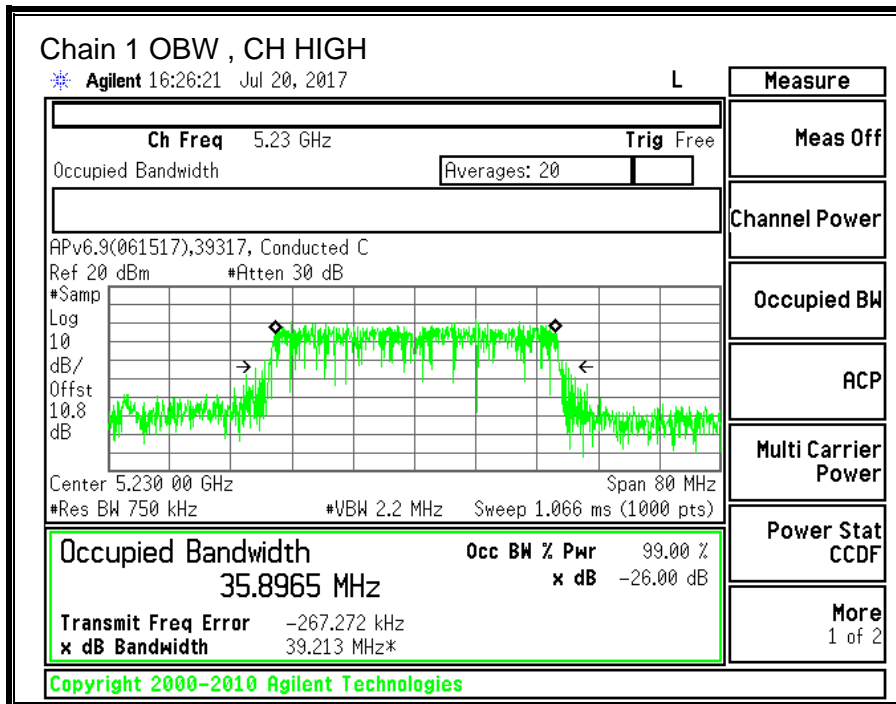 Chain 1 OBW , CH HIGH
Agilent 16:26:21 Jul 20, 2017 L
Measure
Ch Freq 5.23 GHz Trig Free
Occupied Bandwidth Averages: 20
APv6.9(061517),39317, Conducted C
Ref 20 dBm #Atten 30 dB
#Samp
Log
10
dB/
Offst
10.8
dB
Center 5.230 00 GHz Span 80 MHz
#Res BW 750 kHz #VBW 2.2 MHz Sweep 1.066 ms (1000 pts)
Occupied Bandwidth Occ BW % Pwr 99.00 %
35.8965 MHz x dB -26.00 dB
Transmit Freq Error -267.272 kHz
x dB Bandwidth 39.213 MHz*
Copyright 2000-2010 Agilent Technologies
Meas Off
Channel Power
Occupied BW
ACP
Multi Carrier
Power
Power Stat
CCDF
More
1 of 2